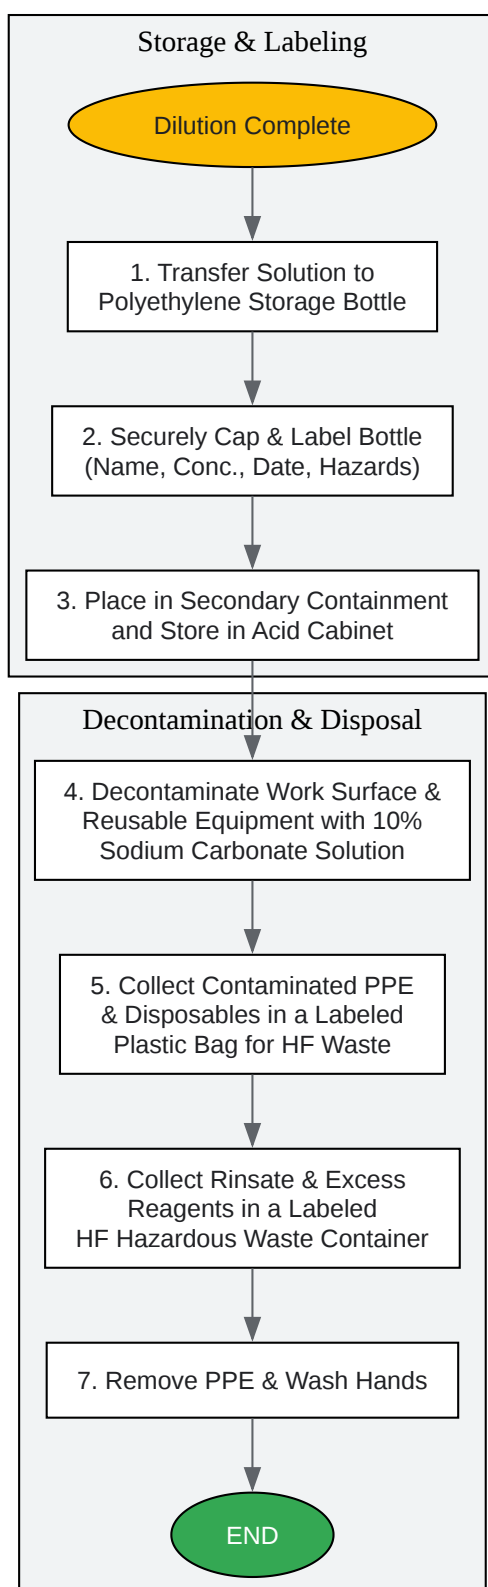 Storage & Labeling
Dilution Complete
1. Transfer Solution to
Polyethylene Storage Bottle
2. Securely Cap & Label Bottle
(Name, Conc., Date, Hazards)
3. Place in Secondary Containment
and Store in Acid Cabinet
Decontamination & Disposal
4. Decontaminate Work Surface &
Reusable Equipment with 10%
Sodium Carbonate Solution
5. Collect Contaminated PPE
& Disposables in a Labeled
Plastic Bag for HF Waste
6. Collect Rinsate & Excess
Reagents in a Labeled
HF Hazardous Waste Container
7. Remove PPE & Wash Hands
END